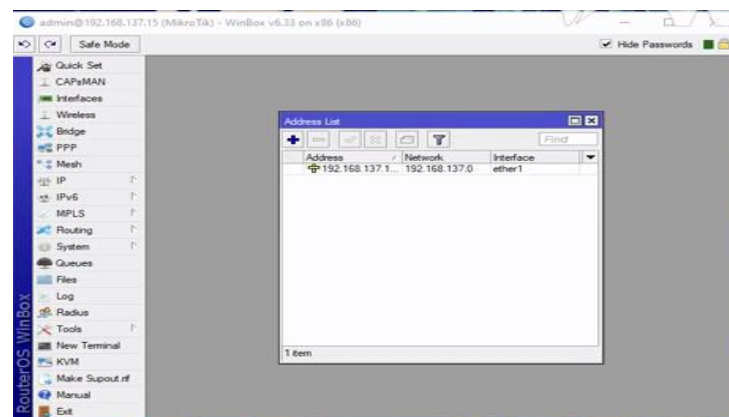 admin@192.168.137.15 (MikroTik) - WinBox v6.33 on x86 (x86)
Safe Mode
Hide Passwords
Quick Set
CAPsMAN
Interfaces
Wireless
Bridge
PPP
Mesh
IP
IPv6
MPLS
Routing
System
Queues
Files
Log
Radius
Tools
New Terminal
KVM
Make Supout.rif
Manual
Exit
RouterOS WinBox
Address List
Find
Address Network Interface
192.168.137.1... 192.168.137.0 ether1
1 item